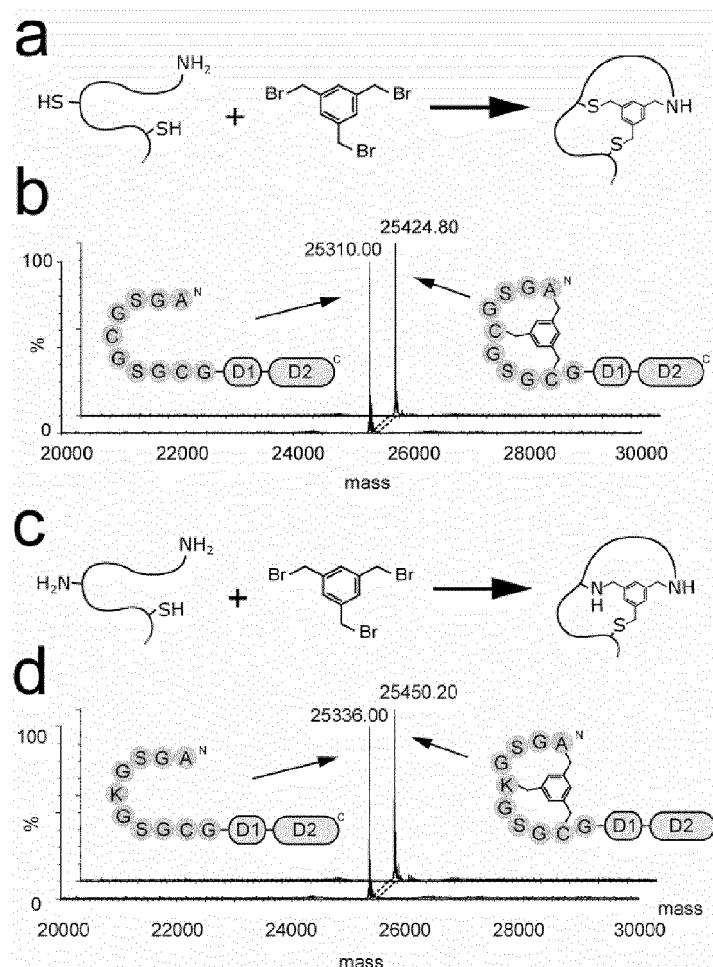 a
NH₂
HS
SH
+
Br
Br
Br
S
NH
S
b
25424.80
25310.00
100
%
0
G S G A N
C
G S G C G D1 D2 C
G S G A N
C
G S G C G D1 D2 C
20000 22000 24000 26000 28000 30000
mass
c
NH₂
H₂N
SH
+
Br
Br
Br
N
H
NH
S
d
25450.20
25336.00
100
%
0
G S G A N
K
G S G C G D1 D2 C
G S G A N
K
G S G C G D1 D2
mass
20000 22000 24000 26000 28000 30000
mass